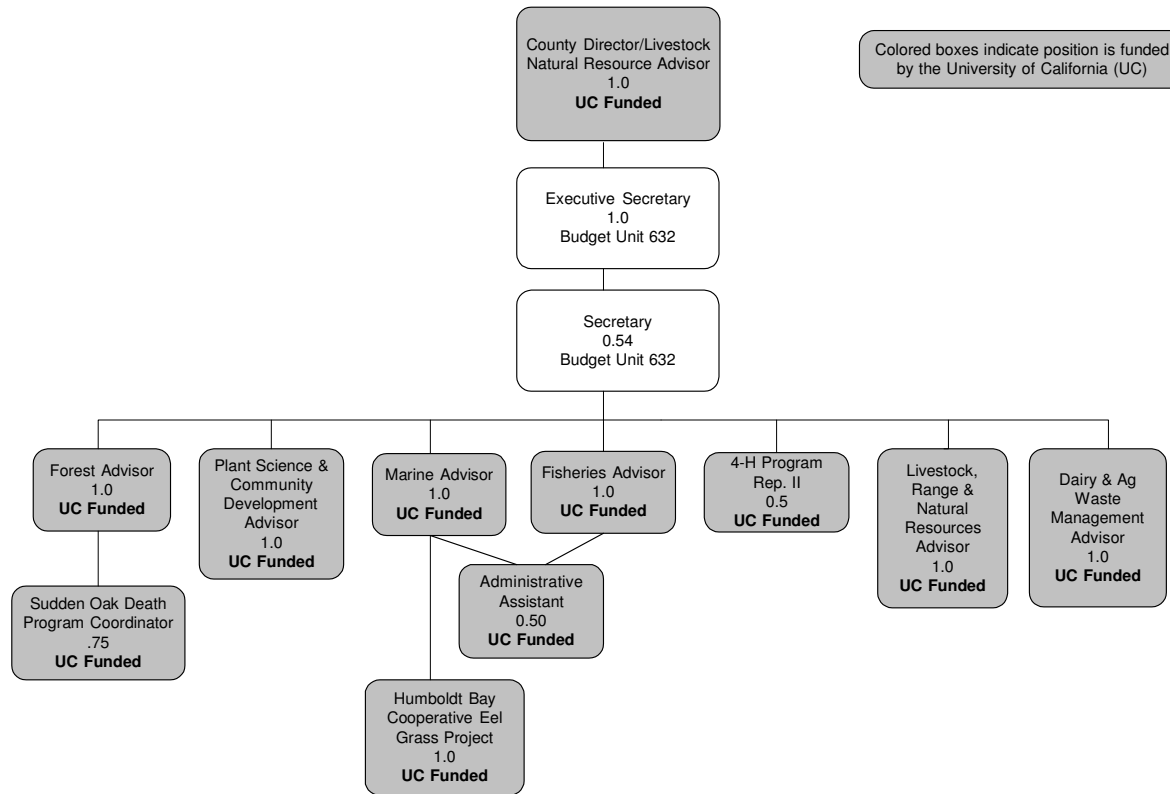 County Director/Livestock
Natural Resource Advisor
1.0
UC Funded
Colored boxes indicate position is funded
by the University of California (UC)
Executive Secretary
1.0
Budget Unit 632
Secretary
0.54
Budget Unit 632
Forest Advisor
1.0
UC Funded
Plant Science &
Community
Development
Advisor
1.0
UC Funded
Marine Advisor
1.0
UC Funded
Fisheries Advisor
1.0
UC Funded
4-H Program
Rep. II
0.5
UC Funded
Livestock,
Range &
Natural
Resources
Advisor
1.0
UC Funded
Dairy & Ag
Waste
Management
Advisor
1.0
UC Funded
Sudden Oak Death
Program Coordinator
.75
UC Funded
Administrative
Assistant
0.50
UC Funded
Humboldt Bay
Cooperative Eel
Grass Project
1.0
UC Funded